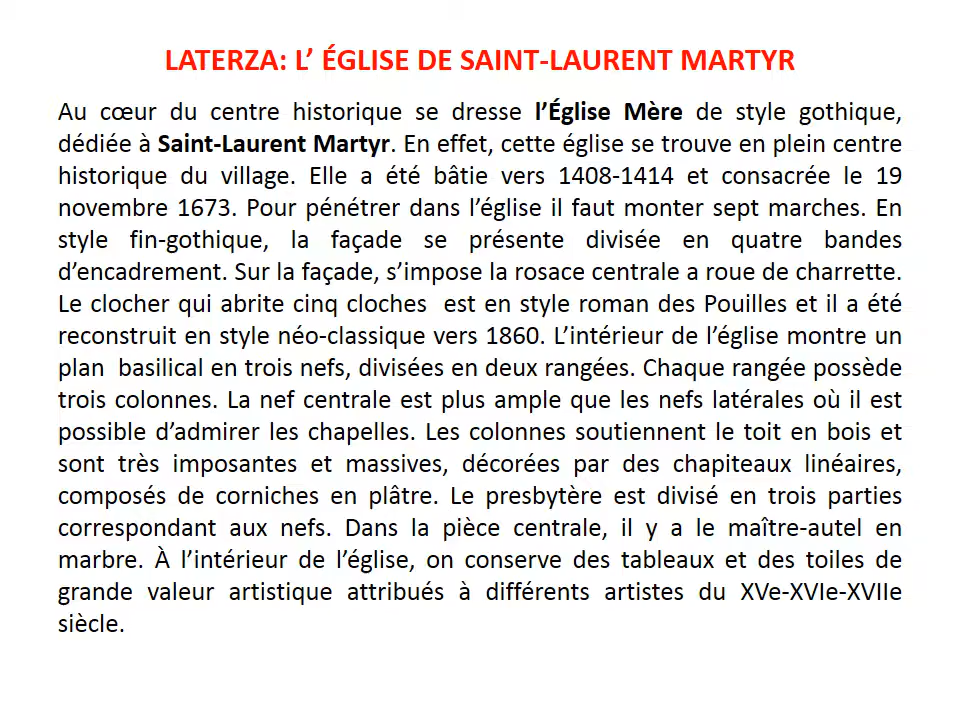 LATERZA: L’ ÉGLISE DE SAINT-LAURENT MARTYR
Au cœur du centre historique se dresse l’Église Mère de style gothique,
dédiée à Saint-Laurent Martyr. En effet, cette église se trouve en plein centre
historique du village. Elle a été bâtie vers 1408-1414 et consacrée le 19
novembre 1673. Pour pénétrer dans l’église il faut monter sept marches. En
style fin-gothique, la façade se présente divisée en quatre bandes
d’encadrement. Sur la façade, s’impose la rosace centrale a roue de charrette.
Le clocher qui abrite cinq cloches  est en style roman des Pouilles et il a été
reconstruit en style néo-classique vers 1860. L’intérieur de l’église montre un
plan  basilical en trois nefs, divisées en deux rangées. Chaque rangée possède
trois colonnes. La nef centrale est plus ample que les nefs latérales où il est
possible d’admirer les chapelles. Les colonnes soutiennent le toit en bois et
sont très imposantes et massives, décorées par des chapiteaux linéaires,
composés de corniches en plâtre. Le presbytère est divisé en trois parties
correspondant aux nefs. Dans la pièce centrale, il y a le maître-autel en
marbre. À l’intérieur de l’église, on conserve des tableaux et des toiles de
grande valeur artistique attribués à différents artistes du XVe-XVIe-XVIIe
siècle.